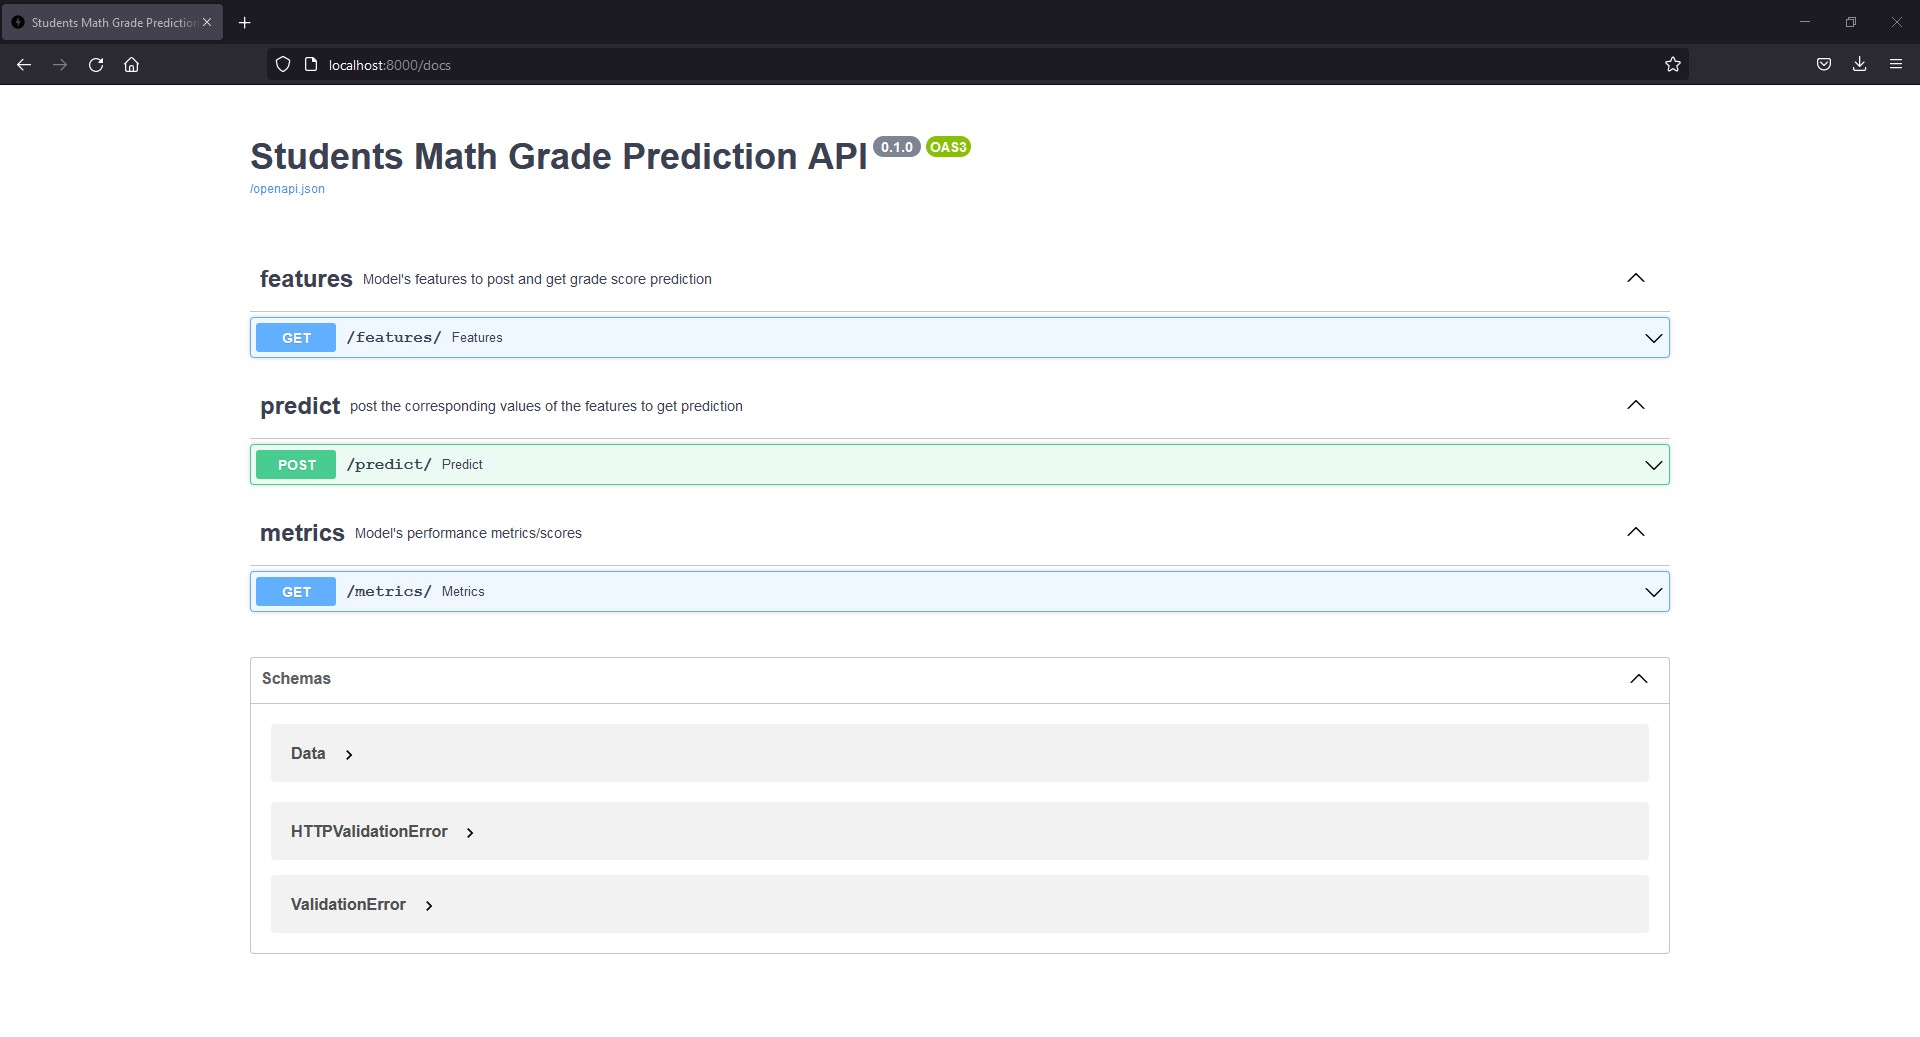 Students Math Grade Prediction
localhost:8000/docs
Students Math Grade Prediction API 0.1.0 OAS3
/openapi.json
features Model's features to post and get grade score prediction
GET /features/ Features
predict post the corresponding values of the features to get prediction
POST /predict/ Predict
metrics Model's performance metrics/scores
GET /metrics/ Metrics
Schemas
Data
HTTPValidationError
ValidationError